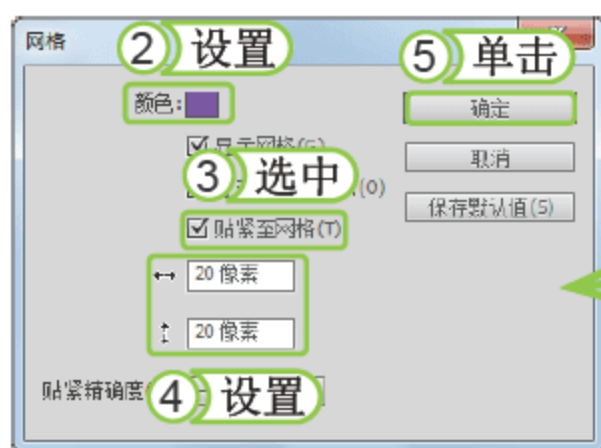 网格
② 设置
⑤ 单击
颜色:
确定
显示网格(G)
取消
③ 选中
(O)
保存默认值(S)
贴紧至网格(T)
↔ 20 像素
↕ 20 像素
贴紧精确度
④ 设置